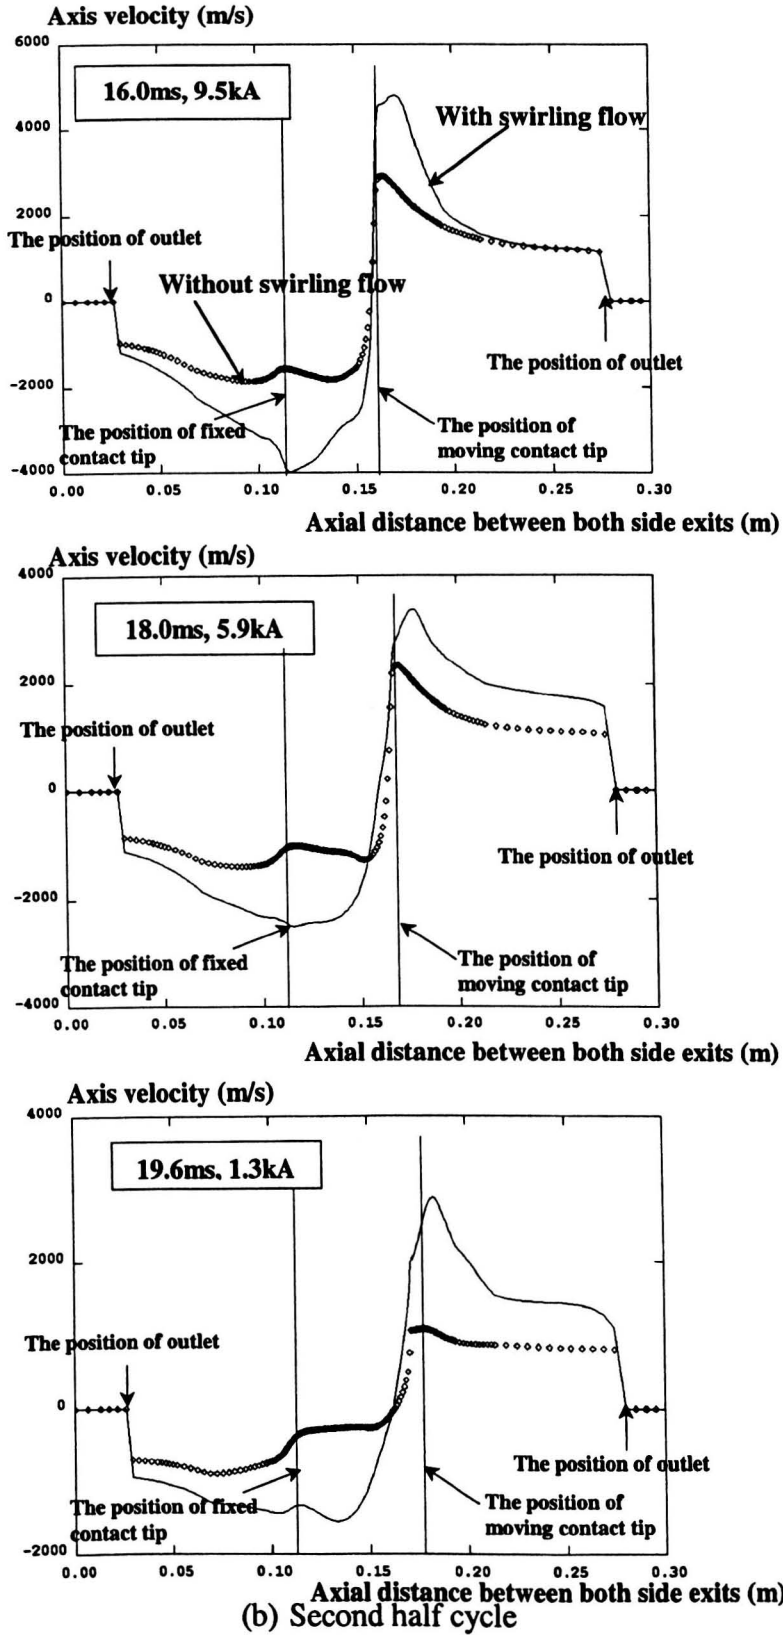 Axis velocity (m/s)
6000
16.0ms, 9.5kA
4000
With swirling flow
2000
The position of outlet
Without swirling flow
0
The position of outlet
-2000
The position of fixed
contact tip
The position of
moving contact tip
-4000
0.00 0.05 0.10 0.15 0.20 0.25 0.30
Axial distance between both side exits (m)
Axis velocity (m/s)
4000
18.0ms, 5.9kA
2000
The position of outlet
0
The position of outlet
-2000
The position of fixed
contact tip
The position of
moving contact tip
-4000
0.00 0.05 0.10 0.15 0.20 0.25 0.30
Axial distance between both side exits (m)
Axis velocity (m/s)
4000
19.6ms, 1.3kA
2000
The position of outlet
0
The position of outlet
The position of fixed
contact tip
The position of
moving contact tip
-2000
0.00 0.05 0.10 0.15 0.20 0.25 0.30
Axial distance between both side exits (m)
(b) Second half cycle